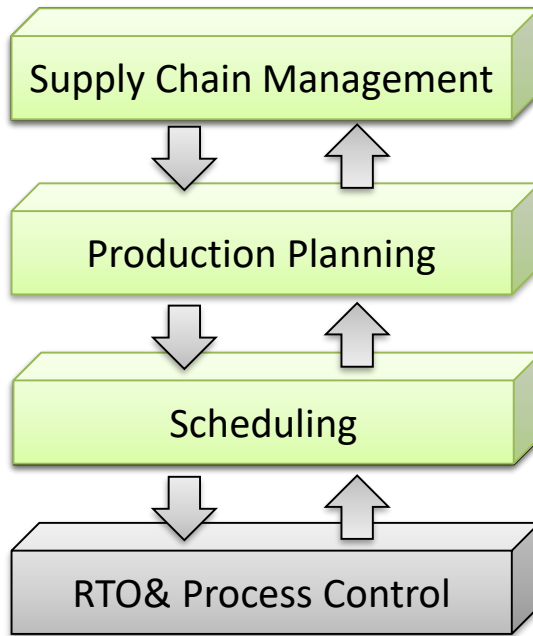 Supply Chain Management
Production Planning
Scheduling
RTO& Process Control